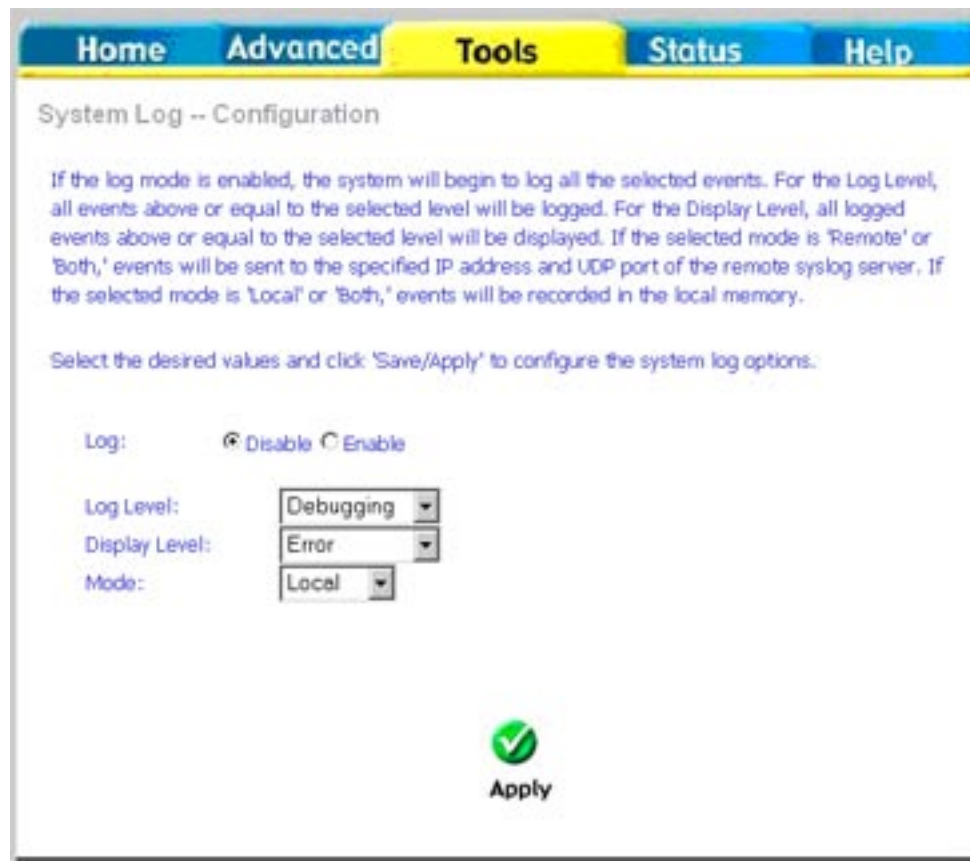 Home Advanced Tools Status Help
System Log -- Configuration
If the log mode is enabled, the system will begin to log all the selected events. For the Log Level,
all events above or equal to the selected level will be logged. For the Display Level, all logged
events above or equal to the selected level will be displayed. If the selected mode is 'Remote' or
'Both,' events will be sent to the specified IP address and UDP port of the remote syslog server. If
the selected mode is 'Local' or 'Both,' events will be recorded in the local memory.
Select the desired values and click 'Save/Apply' to configure the system log options.
Log: Disable Enable
Log Level: Debugging
Display Level: Error
Mode: Local
Apply